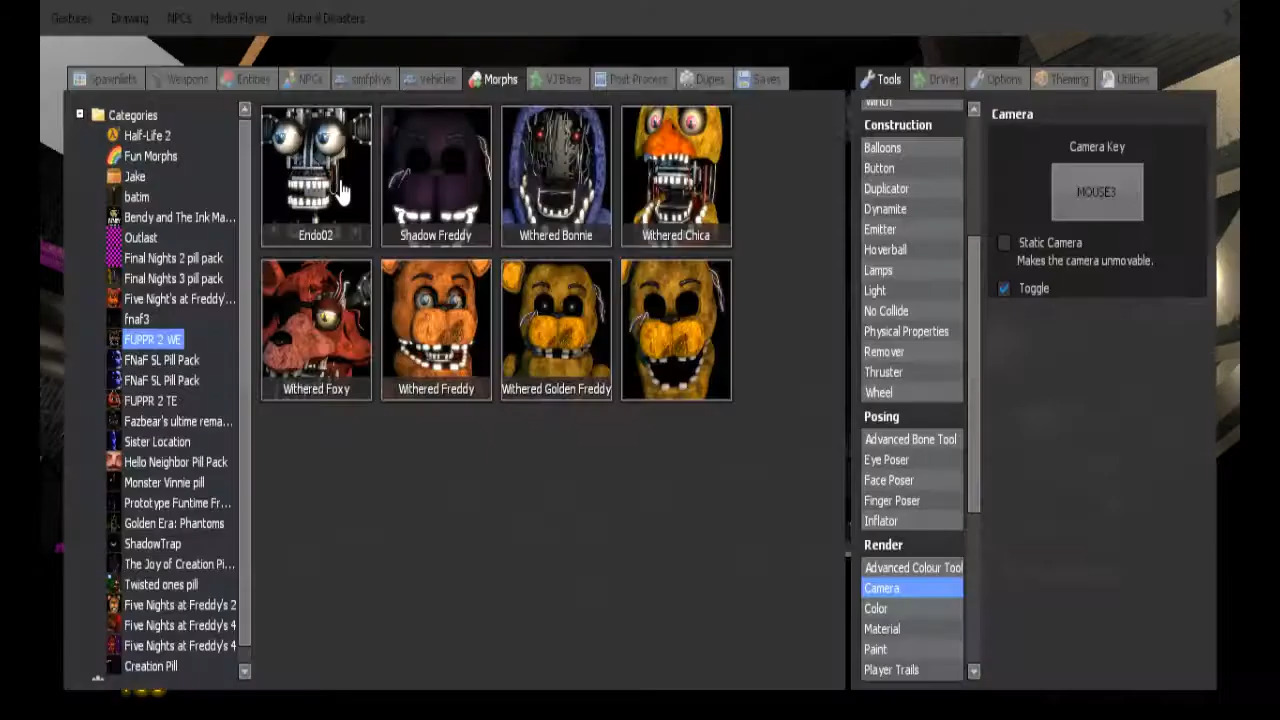 Gestures Drawing NPCs Media Player Natural Disasters
Spawnlists Weapons Entities NPCs simfphys Vehicles Morphs VJ Base Post Process Dupes Saves
Categories
Half-Life 2
Fun Morphs
Jake
batim
Bendy and The Ink Ma...
Outlast
Final Nights 2 pill pack
Final Nights 3 pill pack
Five Night's at Freddy'...
fnaf3
FUPPR 2 WE
FNaF SL Pill Pack
FNaF SL Pill Pack
FUPPR 2 TE
Fazbear's ultime rema...
Sister Location
Hello Neighbor Pill Pack
Monster Vinnie pill
Prototype Funtime Fr...
Golden Era: Phantoms
ShadowTrap
The Joy of Creation Pi...
Twisted ones pill
Five Nights at Freddy's 2
Five Nights at Freddy's 4
Five Nights at Freddy's 4
Creation Pill
Endo02
Shadow Freddy
Withered Bonnie
Withered Chica
Withered Foxy
Withered Freddy
Withered Golden Freddy
Tools Drive Options Theming Utilities
Winch
Construction
Balloons
Button
Duplicator
Dynamite
Emitter
Hoverball
Lamps
Light
No Collide
Physical Properties
Remover
Thruster
Wheel
Posing
Advanced Bone Tool
Eye Poser
Face Poser
Finger Poser
Inflator
Render
Advanced Colour Tool
Camera
Color
Material
Paint
Player Trails
Camera
Camera Key
MOUSE3
Static Camera
Makes the camera unmovable.
Toggle